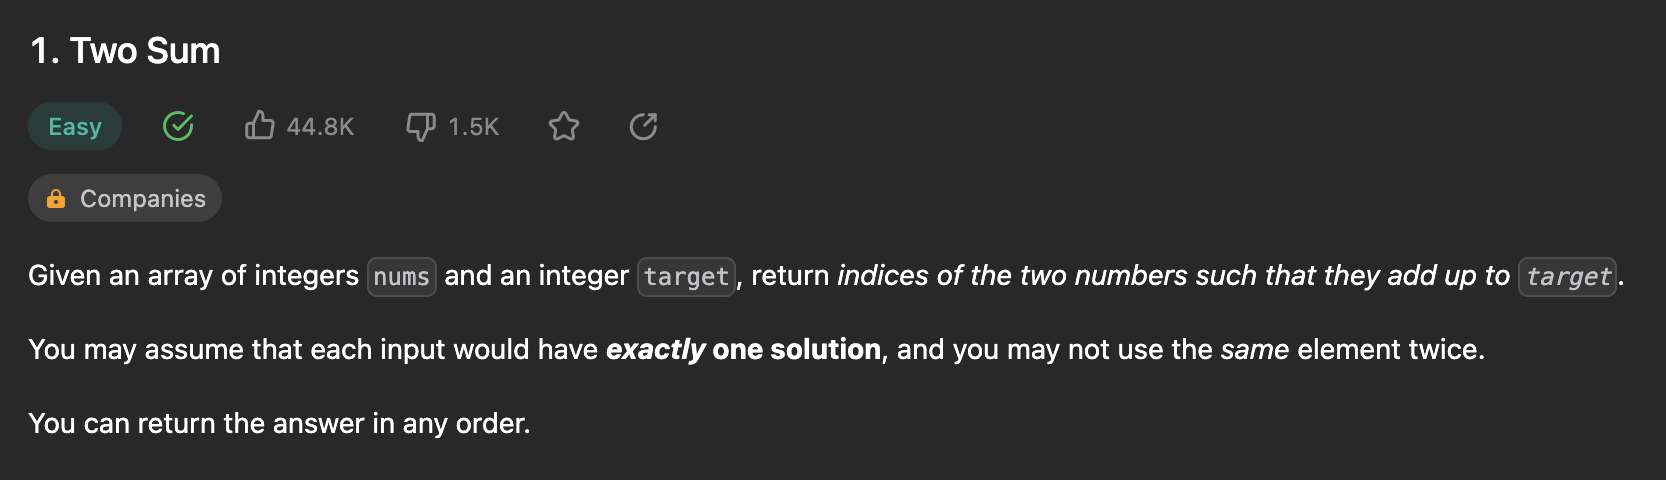 1. Two Sum
Easy 44.8K 1.5K
Companies
Given an array of integers nums and an integer target, return indices of the two numbers such that they add up to target.
You may assume that each input would have exactly one solution, and you may not use the same element twice.
You can return the answer in any order.